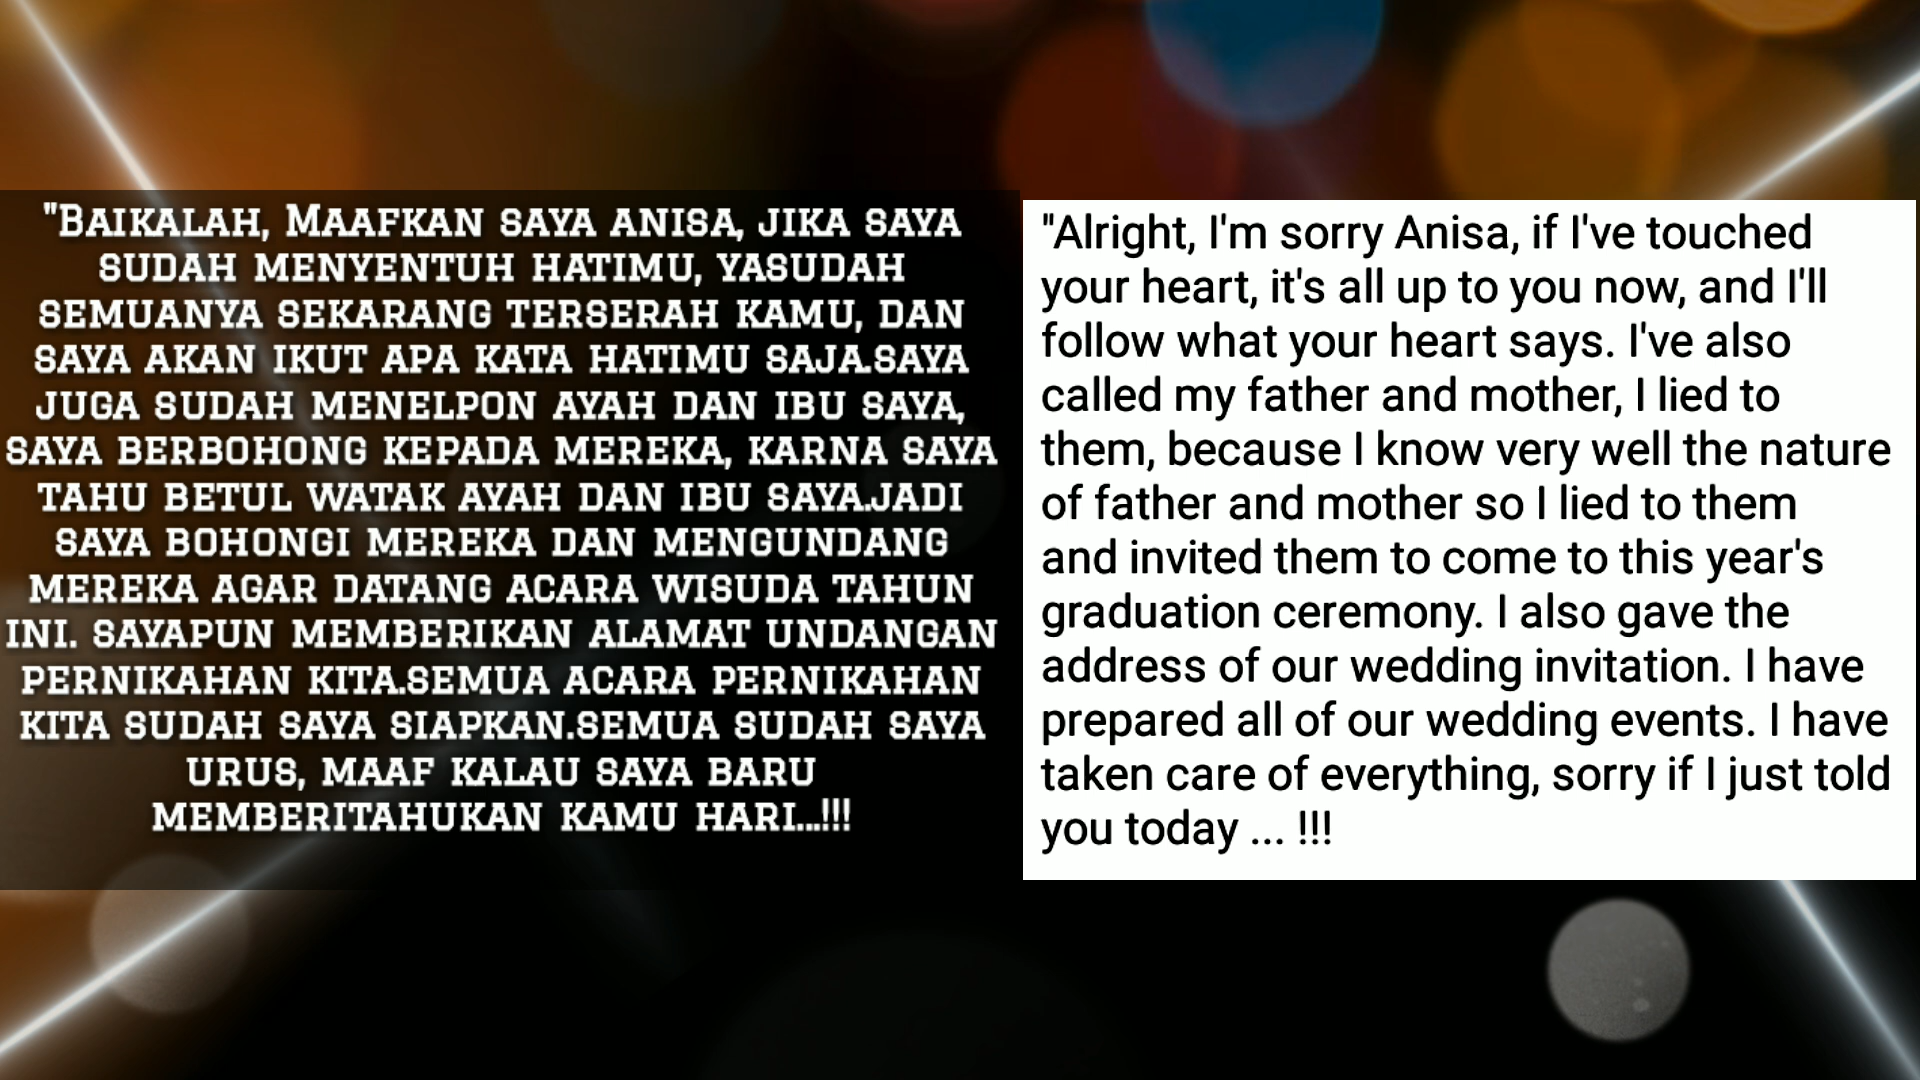 "Baikalah, Maafkan saya anisa, jika saya
sudah menyentuh hatimu, yasudah
semuanya sekarang terserah kamu, dan
saya akan ikut apa kata hatimu saja.saya
juga sudah menelpon ayah dan ibu saya,
saya berbohong kepada mereka, karna saya
tahu betul watak ayah dan ibu saya.jadi
saya bohongi mereka dan mengundang
mereka agar datang acara wisuda tahun
ini. sayapun memberikan alamat undangan
pernikahan kita.semua acara pernikahan
kita sudah saya siapkan.semua sudah saya
urus, maaf kalau saya baru
memberitahukan kamu hari...!!!
"Alright, I'm sorry Anisa, if I've touched
your heart, it's all up to you now, and I'll
follow what your heart says. I've also
called my father and mother, I lied to
them, because I know very well the nature
of father and mother so I lied to them
and invited them to come to this year's
graduation ceremony. I also gave the
address of our wedding invitation. I have
prepared all of our wedding events. I have
taken care of everything, sorry if I just told
you today ... !!!